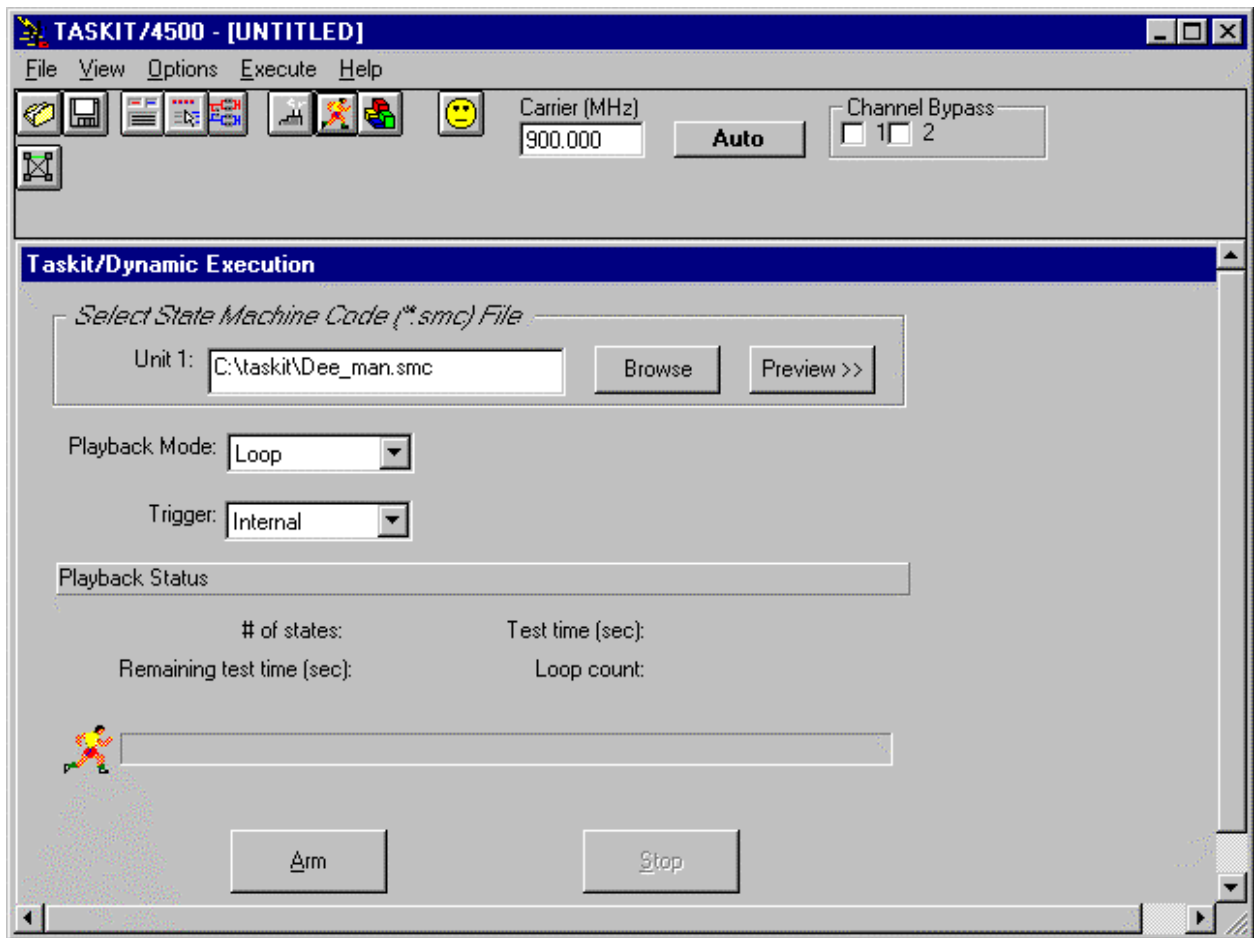 TASKIT/4500 - [UNTITLED]
File View Options Execute Help
Carrier (MHz)
900.000
Auto
Channel Bypass
1 2
Taskit/Dynamic Execution
Select State Machine Code (*.smc) File
Unit 1: C:\taskit\Dee_man.smc Browse Preview >>
Playback Mode: Loop
Trigger: Internal
Playback Status
# of states: Test time (sec):
Remaining test time (sec): Loop count:
Arm Stop